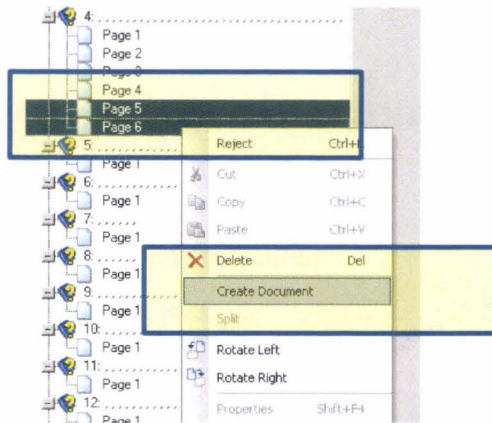 4: . . . . . . . . . . . . . . . . . . . . . . . . . . . . . . . . . . .
Page 1
Page 2
Page 3
Page 4
Page 5
Page 6
5: . . . . . . . . . .
Page 1
6: . . . . . . . . . .
Page 1
7: . . . . .
Page 1
8: . . . . . . . . . .
Page 1
9: . . . . . . . . . .
Page 1
10: . . . . . . . . .
Page 1
11: . . . . . . . . .
Page 1
12: . . . . . . . . .
Page 1
Reject
Cut Ctrl+X
Copy Ctrl+C
Paste Ctrl+V
Delete Del
Create Document
Split
Rotate Left
Rotate Right
Properties Shift+F4